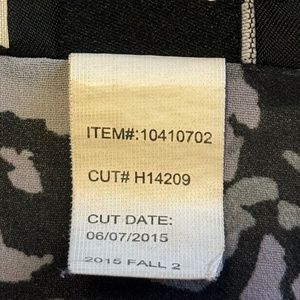 ITEM#:10410702
CUT# H14209
CUT DATE:
06/07/2015
2015 FALL 2